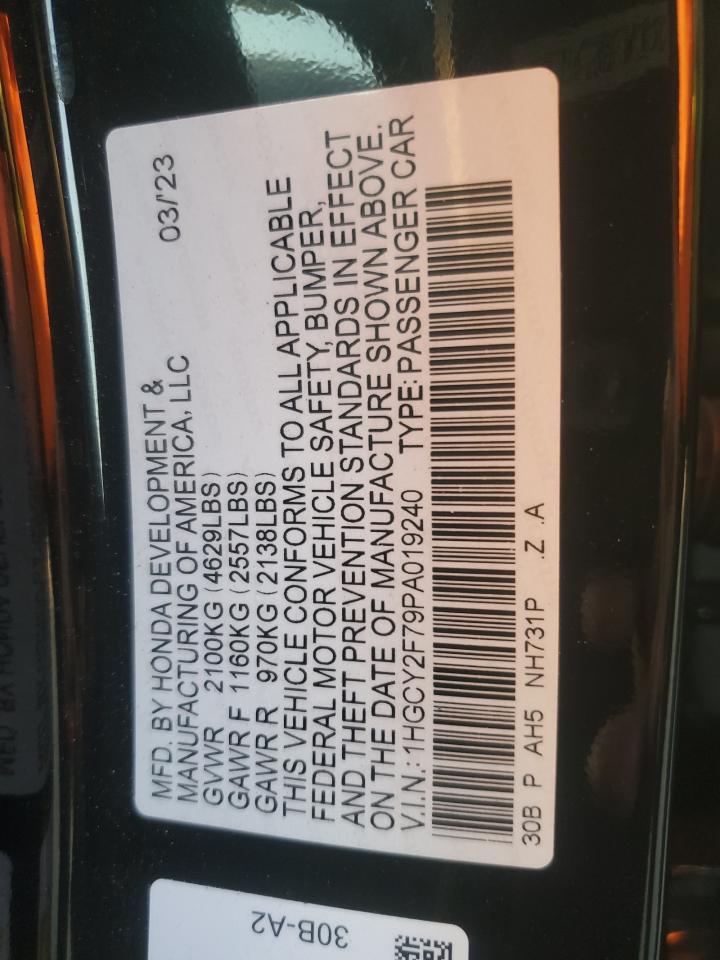 MFD. BY HONDA DEVELOPMENT &
MANUFACTURING OF AMERICA, LLC 03/'23
GVWR 2100KG (4629LBS)
GAWR F 1160KG (2557LBS)
GAWR R 970KG (2138LBS)
THIS VEHICLE CONFORMS TO ALL APPLICABLE
FEDERAL MOTOR VEHICLE SAFETY, BUMPER,
AND THEFT PREVENTION STANDARDS IN EFFECT
ON THE DATE OF MANUFACTURE SHOWN ABOVE.
V.I.N.: 1HGCY2F79PA019240 TYPE: PASSENGER CAR
30B P AH5 NH731P .Z .A
30B-A2